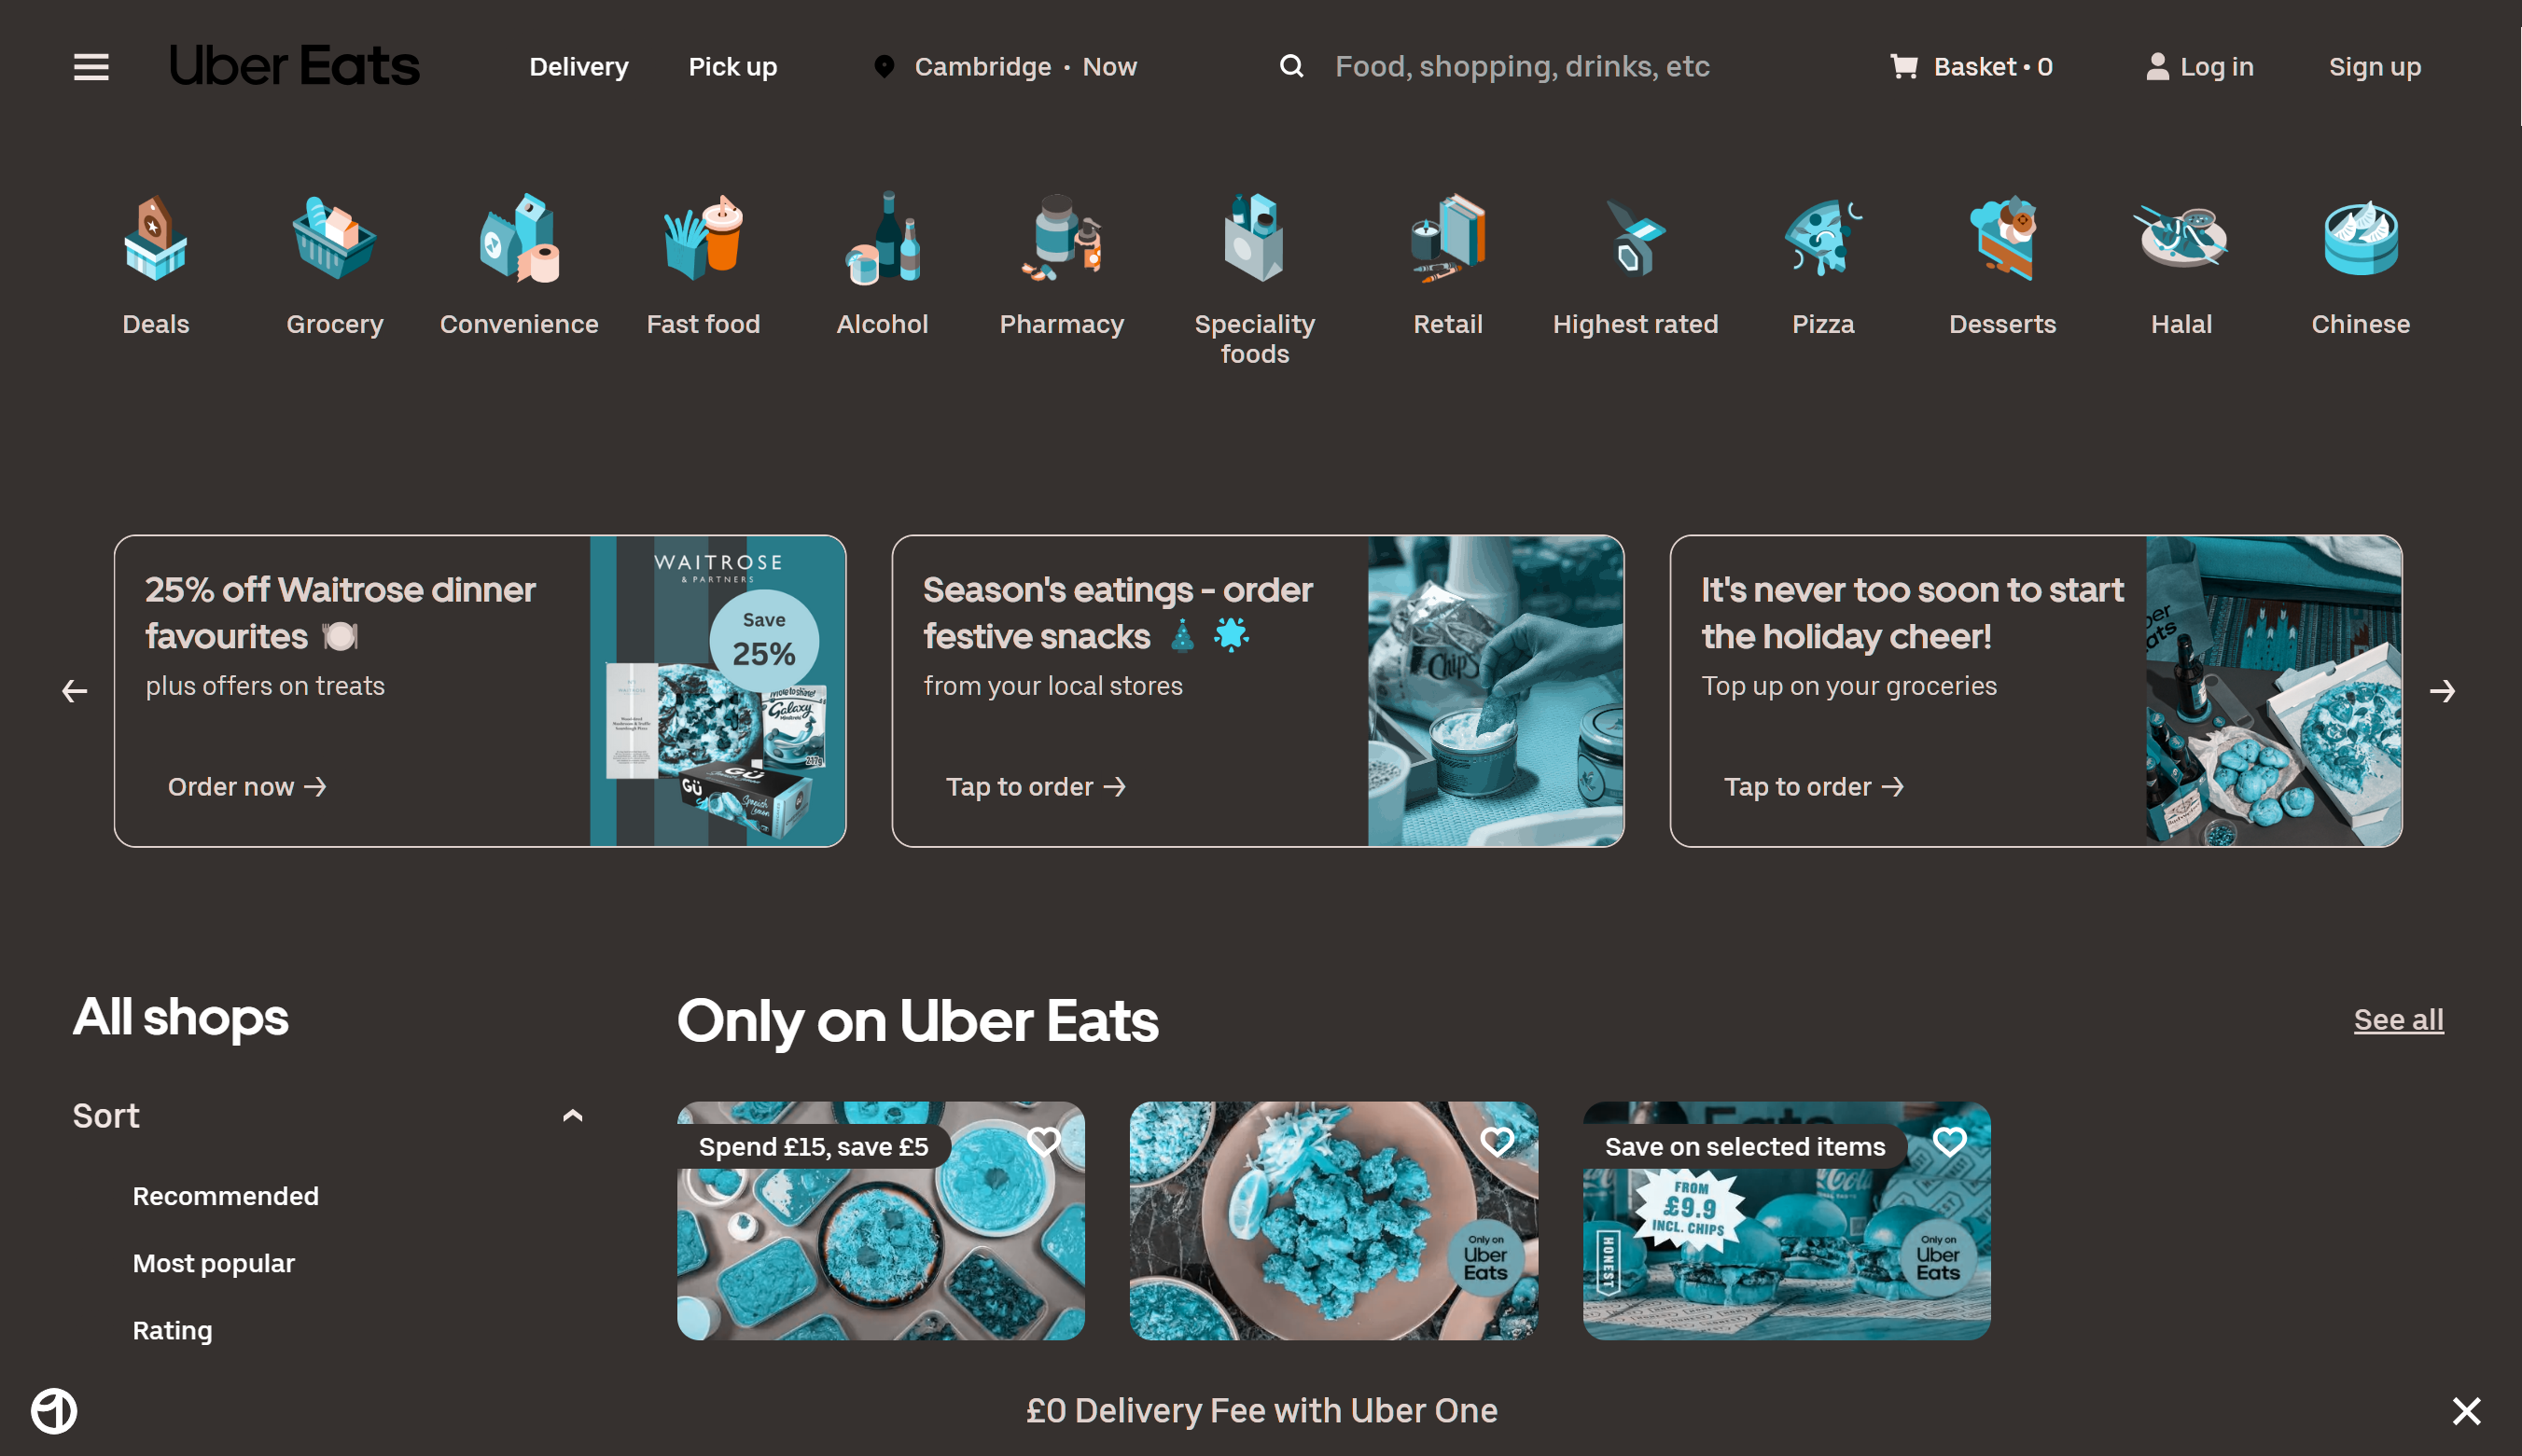 Uber Eats
Delivery
Pick up
Cambridge • Now
Food, shopping, drinks, etc
Basket • 0
Log in
Sign up
Deals
Grocery
Convenience
Fast food
Alcohol
Pharmacy
Speciality
foods
Retail
Highest rated
Pizza
Desserts
Halal
Chinese
25% off Waitrose dinner
favourites 🍽️
plus offers on treats
Order now →
WAITROSE
& PARTNERS
Save
25%
Galaxy
GÜ
GÜ
Season's eatings - order
festive snacks 🎄 🌟
from your local stores
Tap to order →
Chips
It's never too soon to start
the holiday cheer!
Top up on your groceries
Tap to order →
All shops
Only on Uber Eats
See all
Sort
Recommended
Most popular
Rating
Spend £15, save £5
Only on
Uber
Eats
Save on selected items
FROM
£9.9
INCL. CHIPS
HONEST
Only on
Uber
Eats
£0 Delivery Fee with Uber One